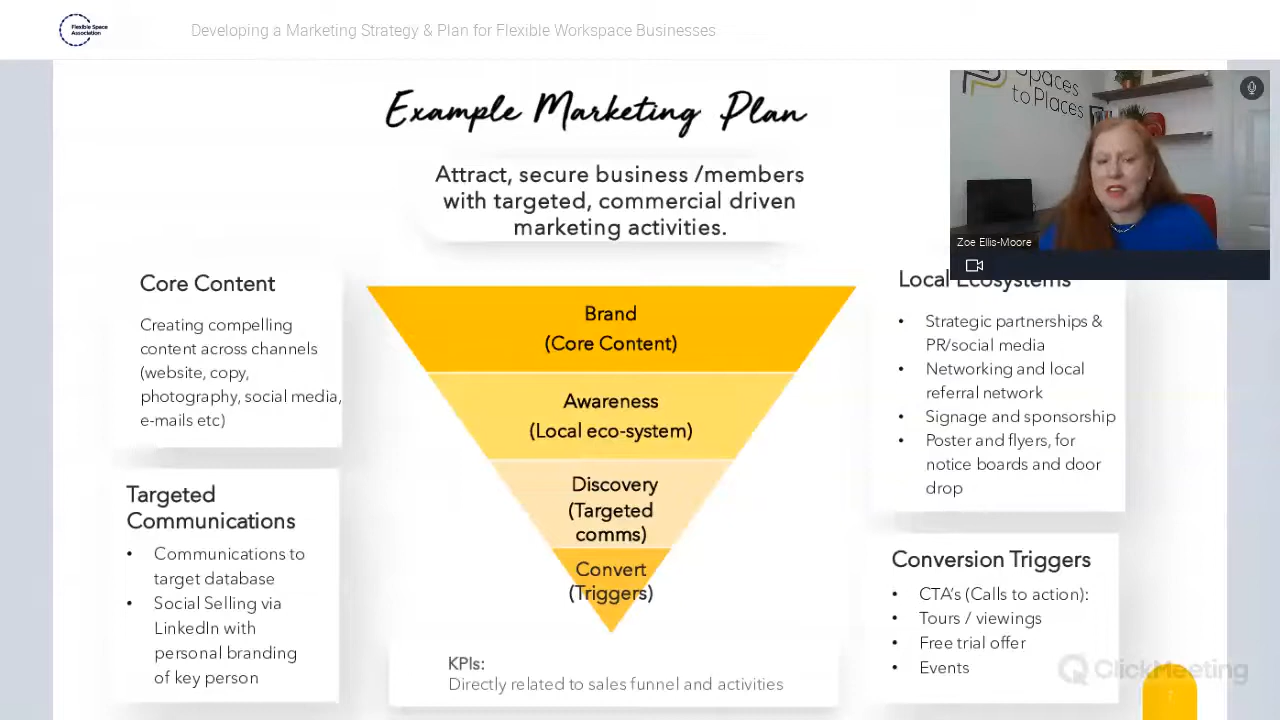 Flexible Space
Association
Developing a Marketing Strategy & Plan for Flexible Workspace Businesses
Example Marketing Plan
Attract, secure business /members
with targeted, commercial driven
marketing activities.
Spaces
to Places
Zoe Ellis-Moore
Core Content
Creating compelling
content across channels
(website, copy,
photography, social media,
e-mails etc)
Targeted
Communications
• Communications to
target database
• Social Selling via
LinkedIn with
personal branding
of key person
Brand
(Core Content)
Awareness
(Local eco-system)
Discovery
(Targeted
comms)
Convert
(Triggers)
KPIs:
Directly related to sales funnel and activities
Local Ecosystems
• Strategic partnerships &
PR/social media
• Networking and local
referral network
• Signage and sponsorship
• Poster and flyers, for
notice boards and door
drop
Conversion Triggers
• CTA's (Calls to action):
• Tours / viewings
• Free trial offer
• Events
ClickMeeting